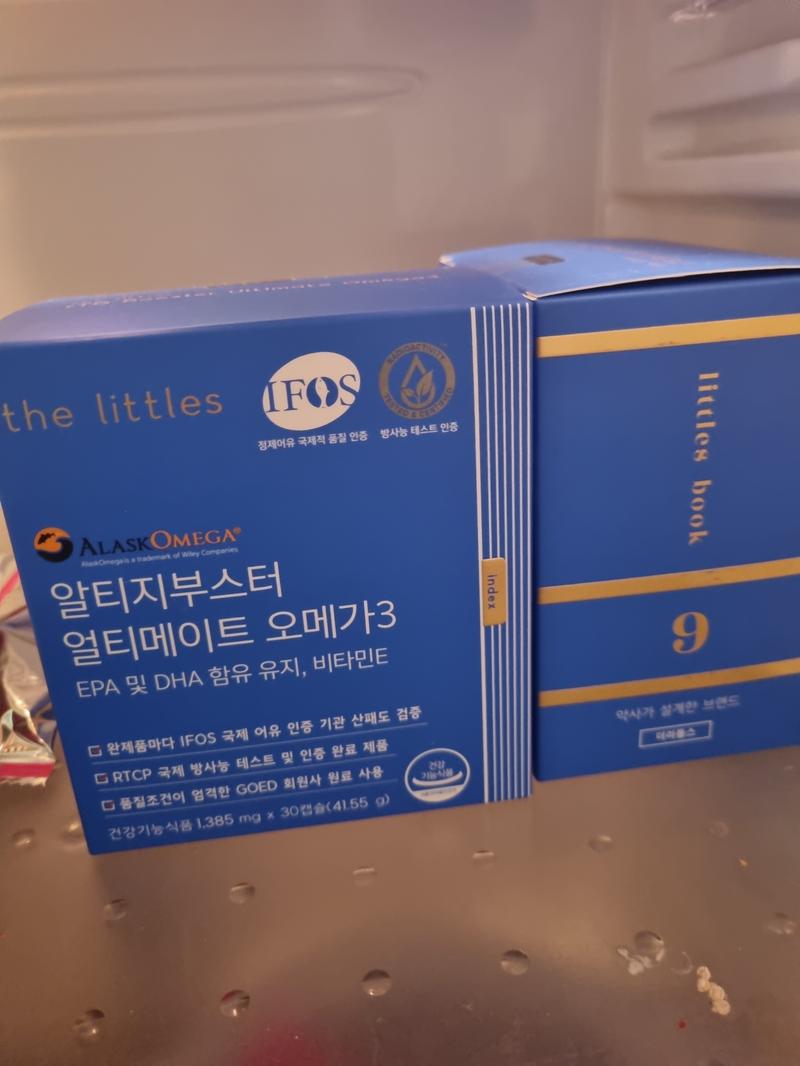 the littles
IFOS
정제어유 국제적 품질 인증
RADIOACTIVITY
TESTED & CERTIFIED
방사능 테스트 인증
ALASKOMEGA®
AlaskOmega is a trademark of Wiley Companies
알티지부스터
얼티메이트 오메가3
EPA 및 DHA 함유 유지, 비타민E
완제품마다 IFOS 국제 어유 인증 기관 산패도 검증
RTCP 국제 방사능 테스트 및 인증 완료 제품
품질조건이 엄격한 GOED 회원사 원료 사용
건강기능식품 1,385 mg x 30캡슐(41.55 g)
건강
기능식품
index
littles book
9
약사가 설계한 브랜드
더리틀스